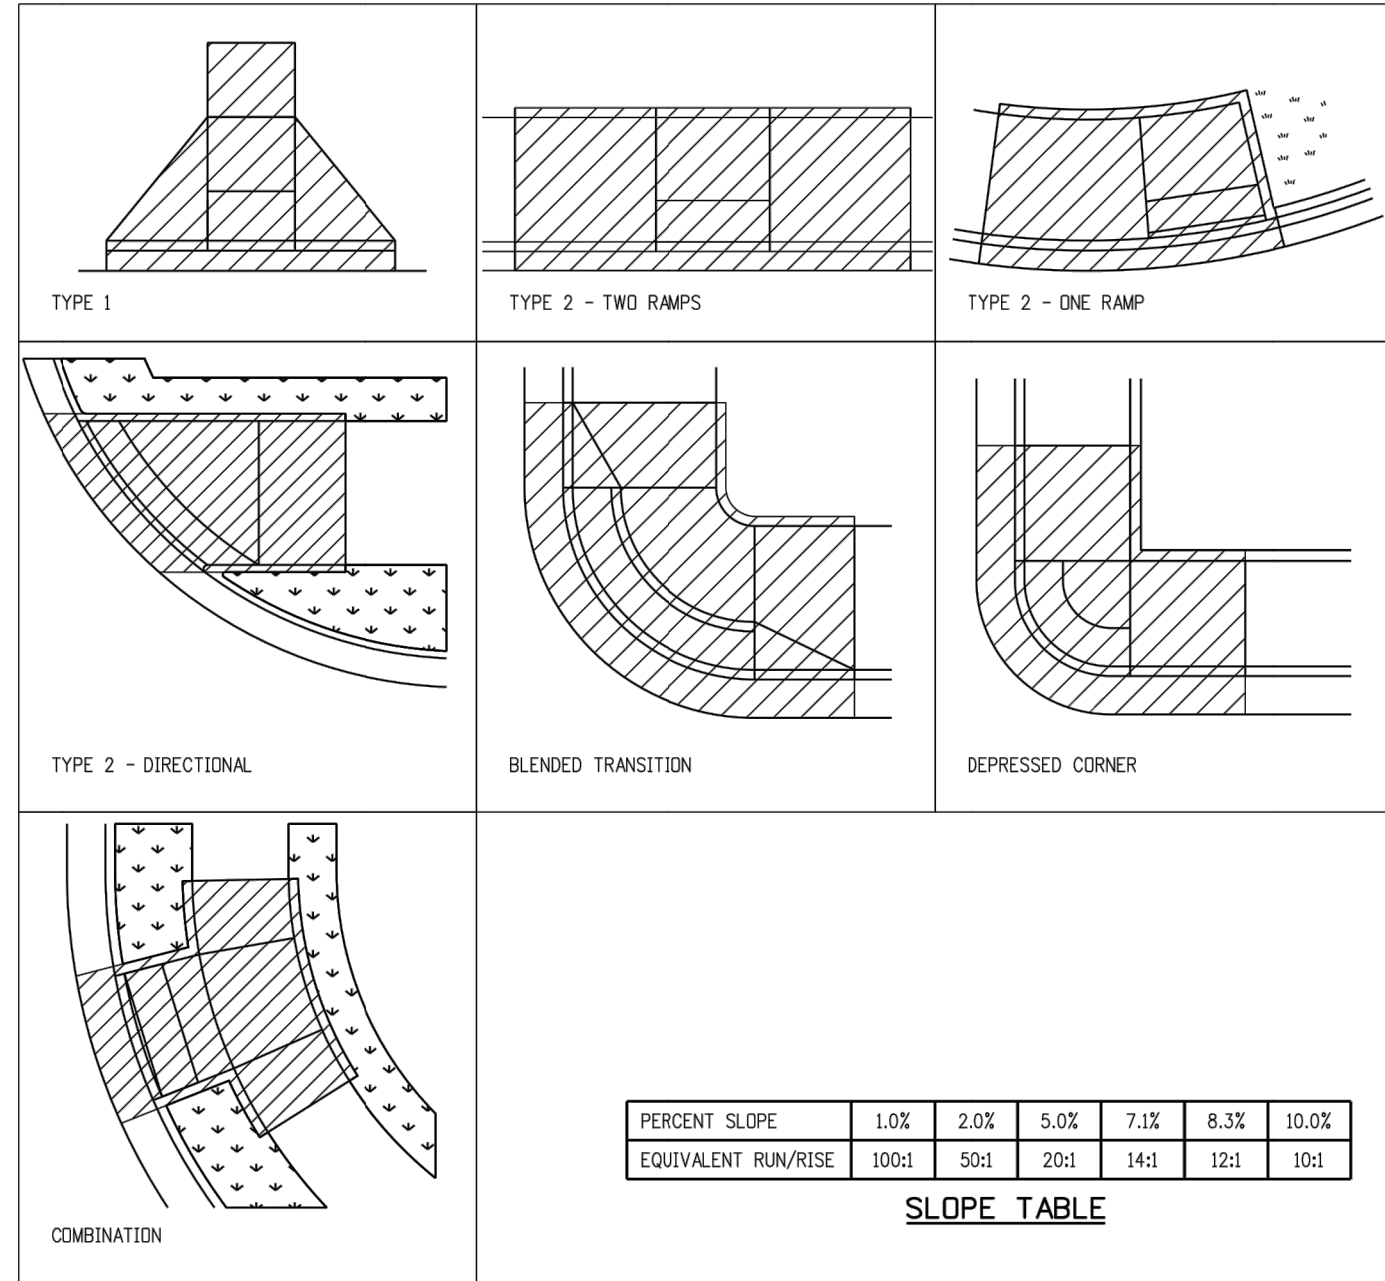 TYPE 1
TYPE 2 - TWO RAMPS
TYPE 2 - ONE RAMP
TYPE 2 - DIRECTIONAL
BLENDED TRANSITION
DEPRESSED CORNER
COMBINATION
PERCENT SLOPE 1.0% 2.0% 5.0% 7.1% 8.3% 10.0%
EQUIVALENT RUN/RISE 100:1 50:1 20:1 14:1 12:1 10:1
SLOPE TABLE